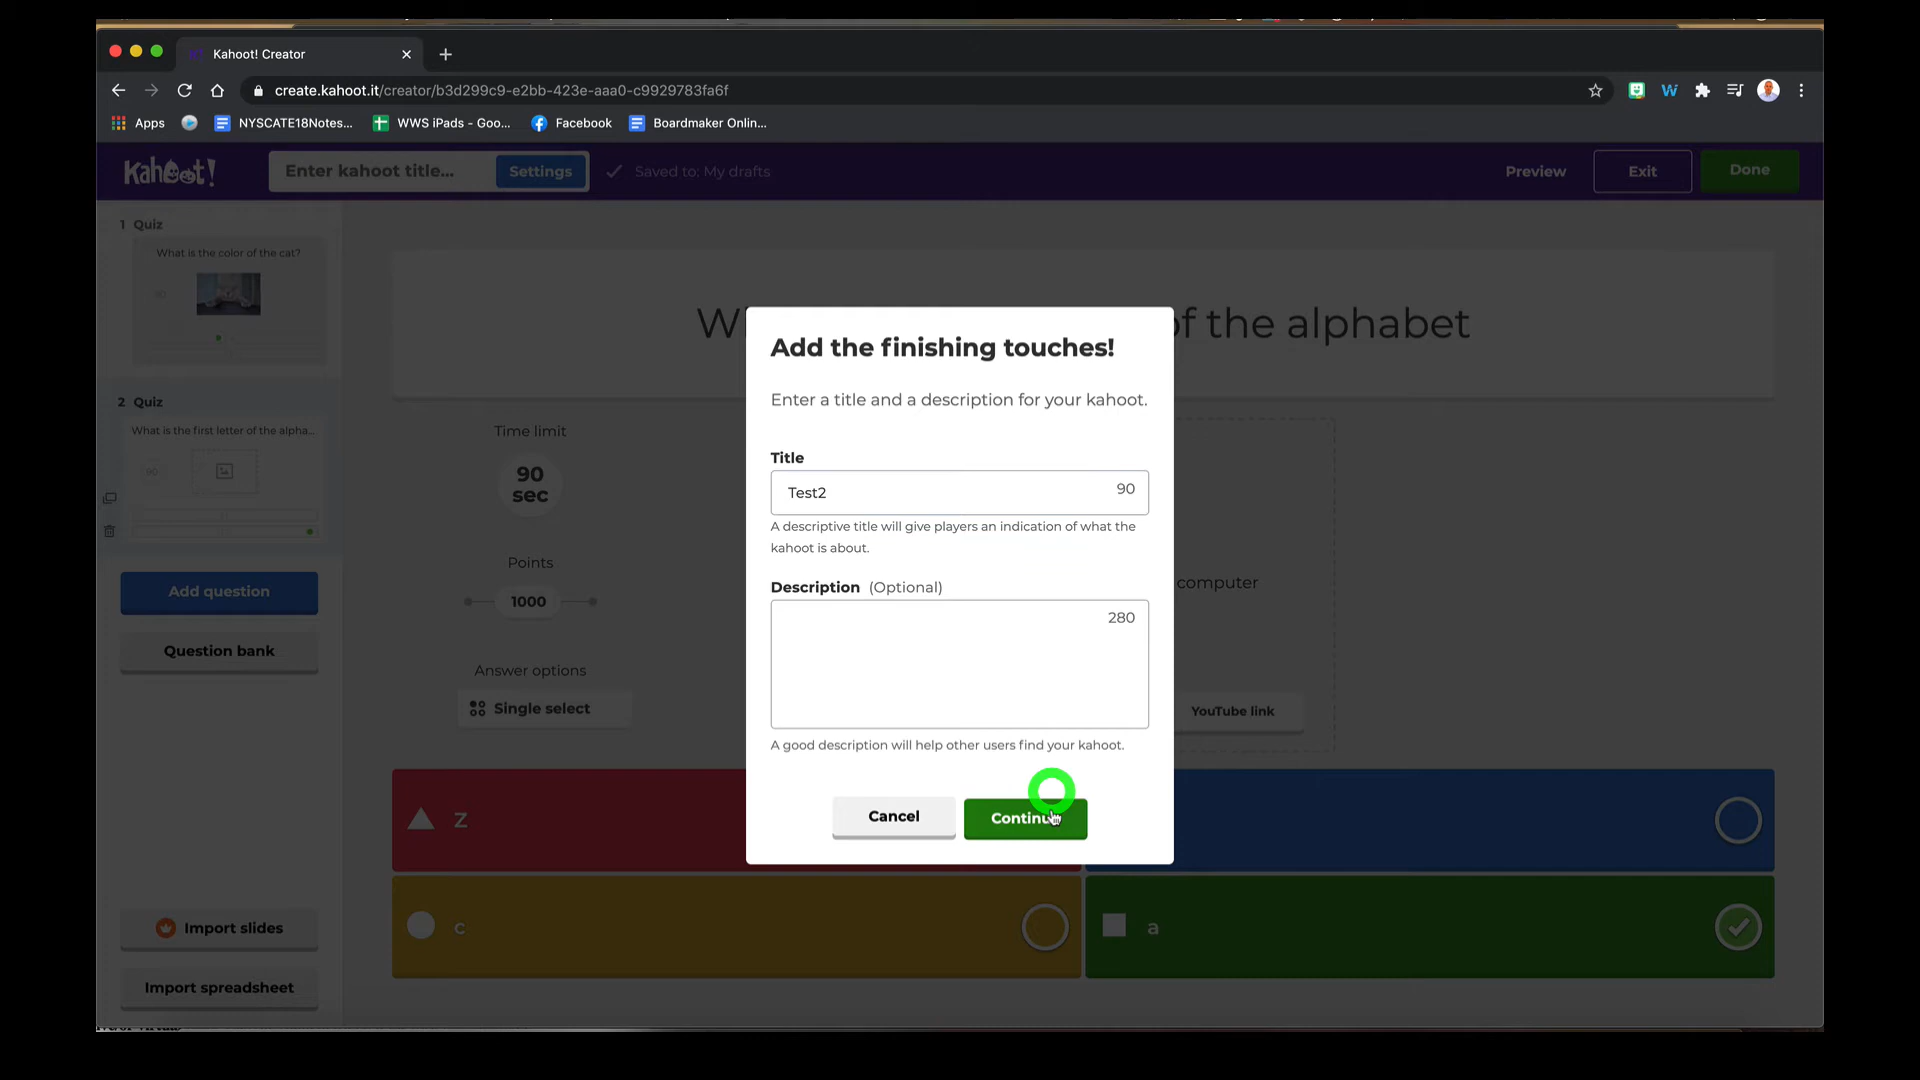 Kahoot! Creator
create.kahoot.it/creator/b3d299c9-e2bb-423e-aaa0-c9929783fa6f
Apps
NYSCATE18Notes...
WWS iPads - Goo...
Facebook
Boardmaker Onlin...
Kahoot!
Enter kahoot title...
Settings
Saved to: My drafts
Preview
Exit
Done
1 Quiz
What is the color of the cat?
2 Quiz
What is the first letter of the alpha...
90
Add question
Question bank
Import slides
Import spreadsheet
of the alphabet
Time limit
90
sec
Points
1000
Answer options
Single select
computer
YouTube link
Z
c
a
Add the finishing touches!
Enter a title and a description for your kahoot.
Title
Test2
90
A descriptive title will give players an indication of what the
kahoot is about.
Description (Optional)
280
A good description will help other users find your kahoot.
Cancel
Continue